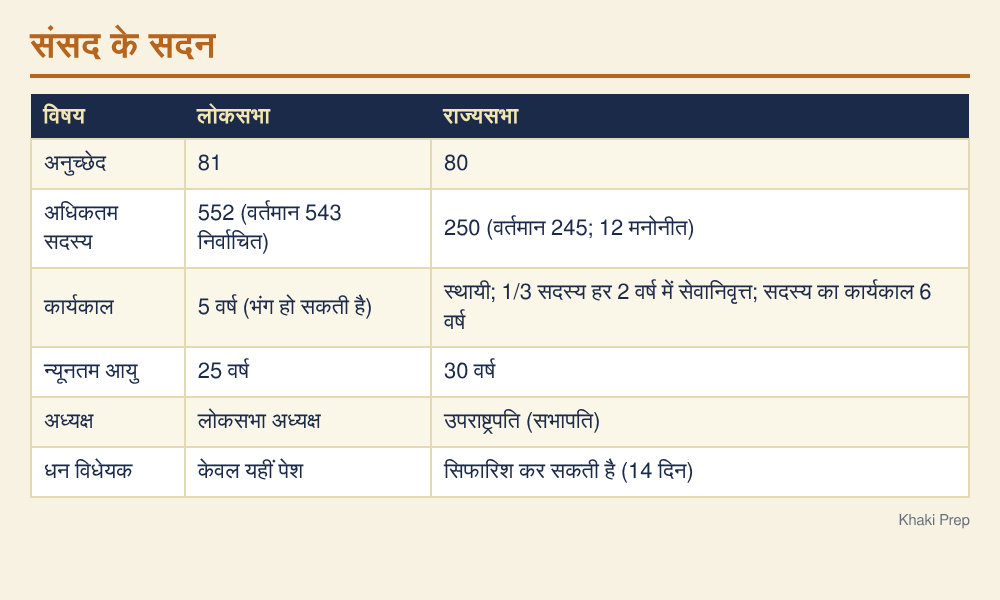 संसद के सदन
विषय लोकसभा राज्यसभा
अनुच्छेद 81 80
अधिकतम सदस्य 552 (वर्तमान 543 निर्वाचित) 250 (वर्तमान 245; 12 मनोनीत)
कार्यकाल 5 वर्ष (भंग हो सकती है) स्थायी; 1/3 सदस्य हर 2 वर्ष में सेवानिवृत्त; सदस्य का कार्यकाल 6 वर्ष
न्यूनतम आयु 25 वर्ष 30 वर्ष
अध्यक्ष लोकसभा अध्यक्ष उपराष्ट्रपति (सभापति)
धन विधेयक केवल यहीं पेश सिफारिश कर सकती है (14 दिन)
Khaki Prep